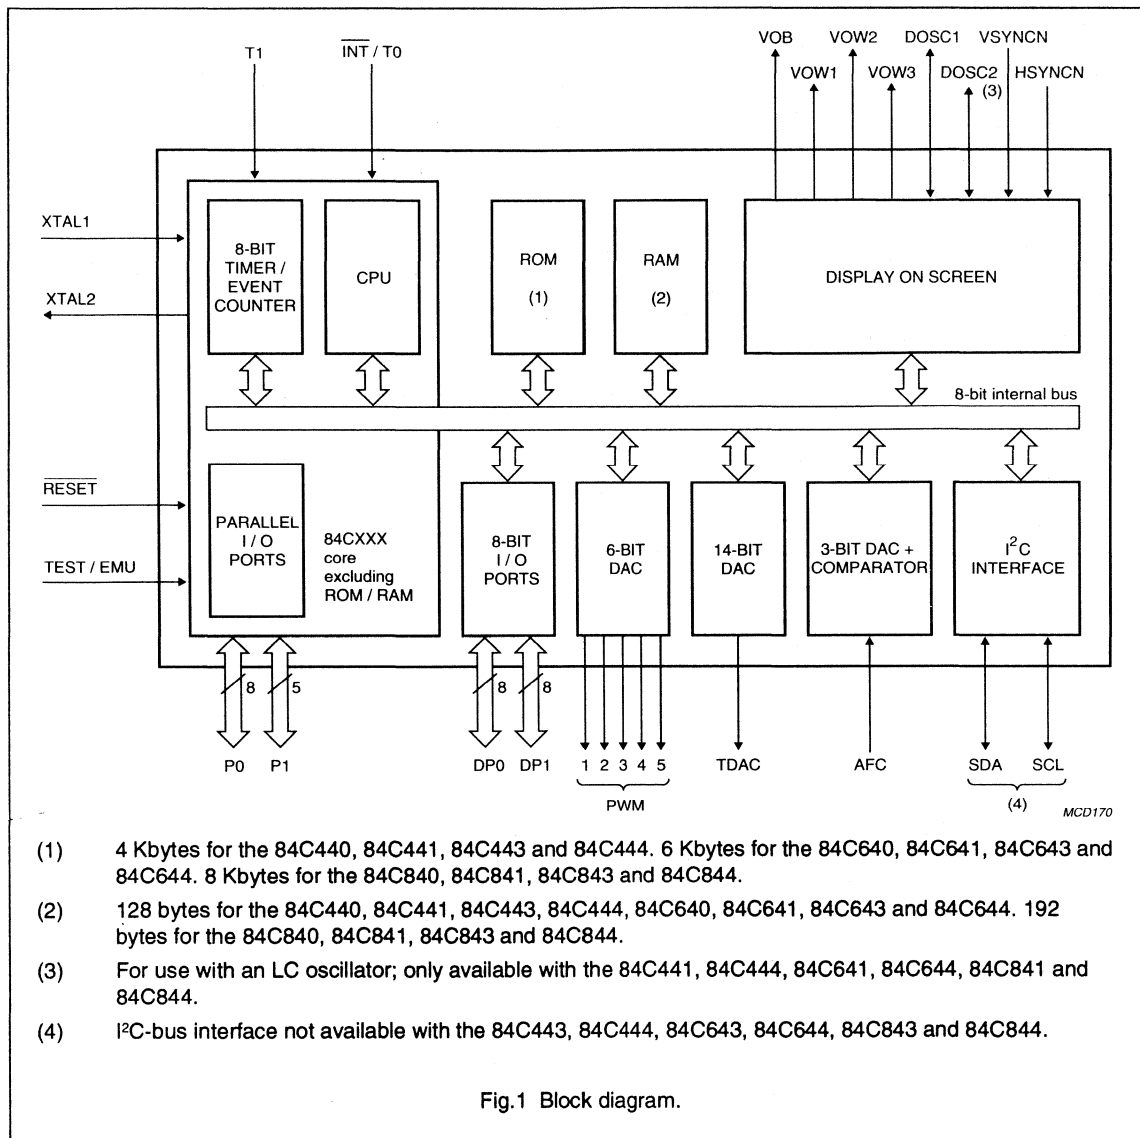 T1
INT / T0
VOB
VOW1
VOW2
VOW3
DOSC1
DOSC2
(3)
VSYNCN
HSYNCN
XTAL1
XTAL2
8-BIT
TIMER /
EVENT
COUNTER
CPU
ROM
(1)
RAM
(2)
DISPLAY ON SCREEN
8-bit internal bus
RESET
TEST / EMU
PARALLEL
I / O
PORTS
84CXXX
core
excluding
ROM / RAM
8-BIT
I / O
PORTS
6-BIT
DAC
14-BIT
DAC
3-BIT DAC +
COMPARATOR
I²C
INTERFACE
8
5
8
8
P0
P1
DP0
DP1
1 2 3 4 5
PWM
TDAC
AFC
SDA
SCL
(4)
MCD170
(1) 4 Kbytes for the 84C440, 84C441, 84C443 and 84C444. 6 Kbytes for the 84C640, 84C641, 84C643 and
84C644. 8 Kbytes for the 84C840, 84C841, 84C843 and 84C844.
(2) 128 bytes for the 84C440, 84C441, 84C443, 84C444, 84C640, 84C641, 84C643 and 84C644. 192
bytes for the 84C840, 84C841, 84C843 and 84C844.
(3) For use with an LC oscillator; only available with the 84C441, 84C444, 84C641, 84C644, 84C841 and
84C844.
(4) I²C-bus interface not available with the 84C443, 84C444, 84C643, 84C644, 84C843 and 84C844.
Fig.1 Block diagram.